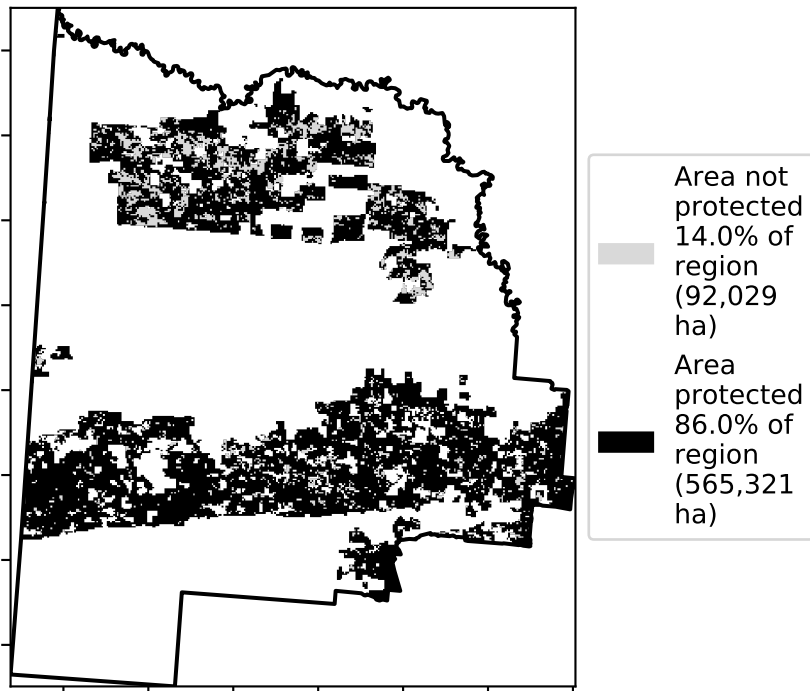 Area not
protected
14.0% of
region
(92,029
ha)
Area
protected
86.0% of
region
(565,321
ha)